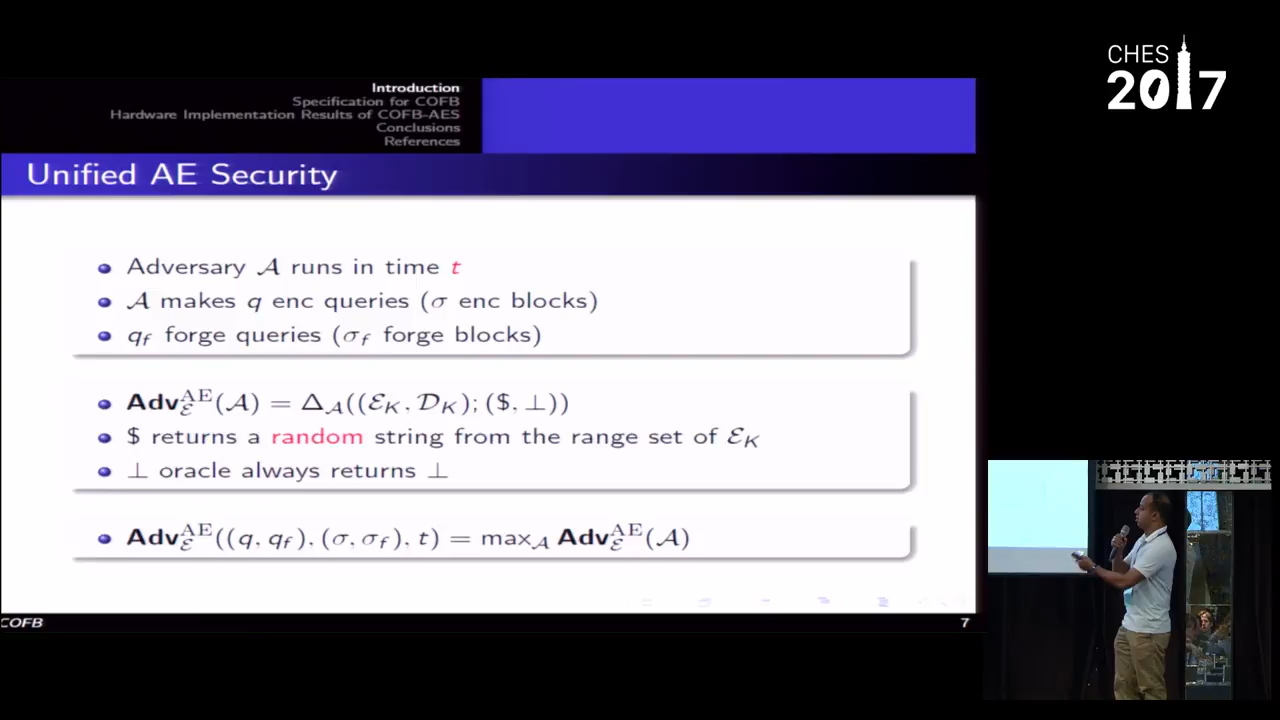 CHES
2017
Introduction
Specification for COFB
Hardware Implementation Results of COFB-AES
Conclusions
References
Unified AE Security
Adversary 𝒜 runs in time t
𝒜 makes q enc queries (σ enc blocks)
q_f forge queries (σ_f forge blocks)
Adv_ℰ^AE(𝒜) = Δ_𝒜((ℰ_K, 𝒟_K); ($, ⊥))
$ returns a random string from the range set of ℰ_K
⊥ oracle always returns ⊥
Adv_ℰ^AE((q, q_f), (σ, σ_f), t) = max_𝒜 Adv_ℰ^AE(𝒜)
COFB
7